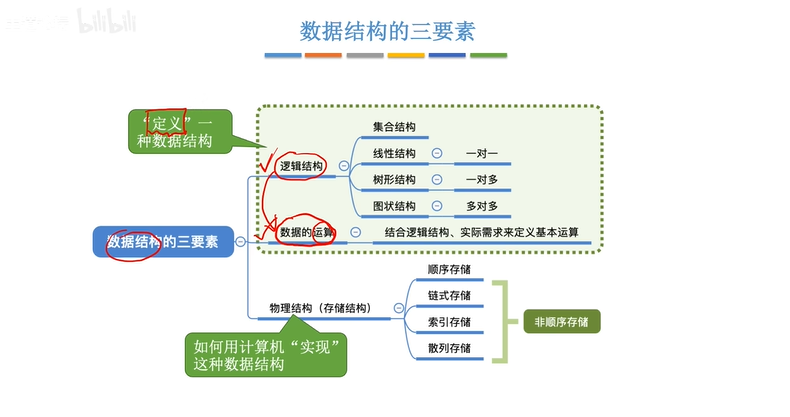 bilibili
数据结构的三要素
“定义”一
种数据结构
集合结构
线性结构
一对一
逻辑结构
树形结构
一对多
图状结构
多对多
数据结构的三要素
数据的运算
结合逻辑结构、实际需求来定义基本运算
顺序存储
物理结构（存储结构）
链式存储
索引存储
散列存储
非顺序存储
如何用计算机“实现”
这种数据结构